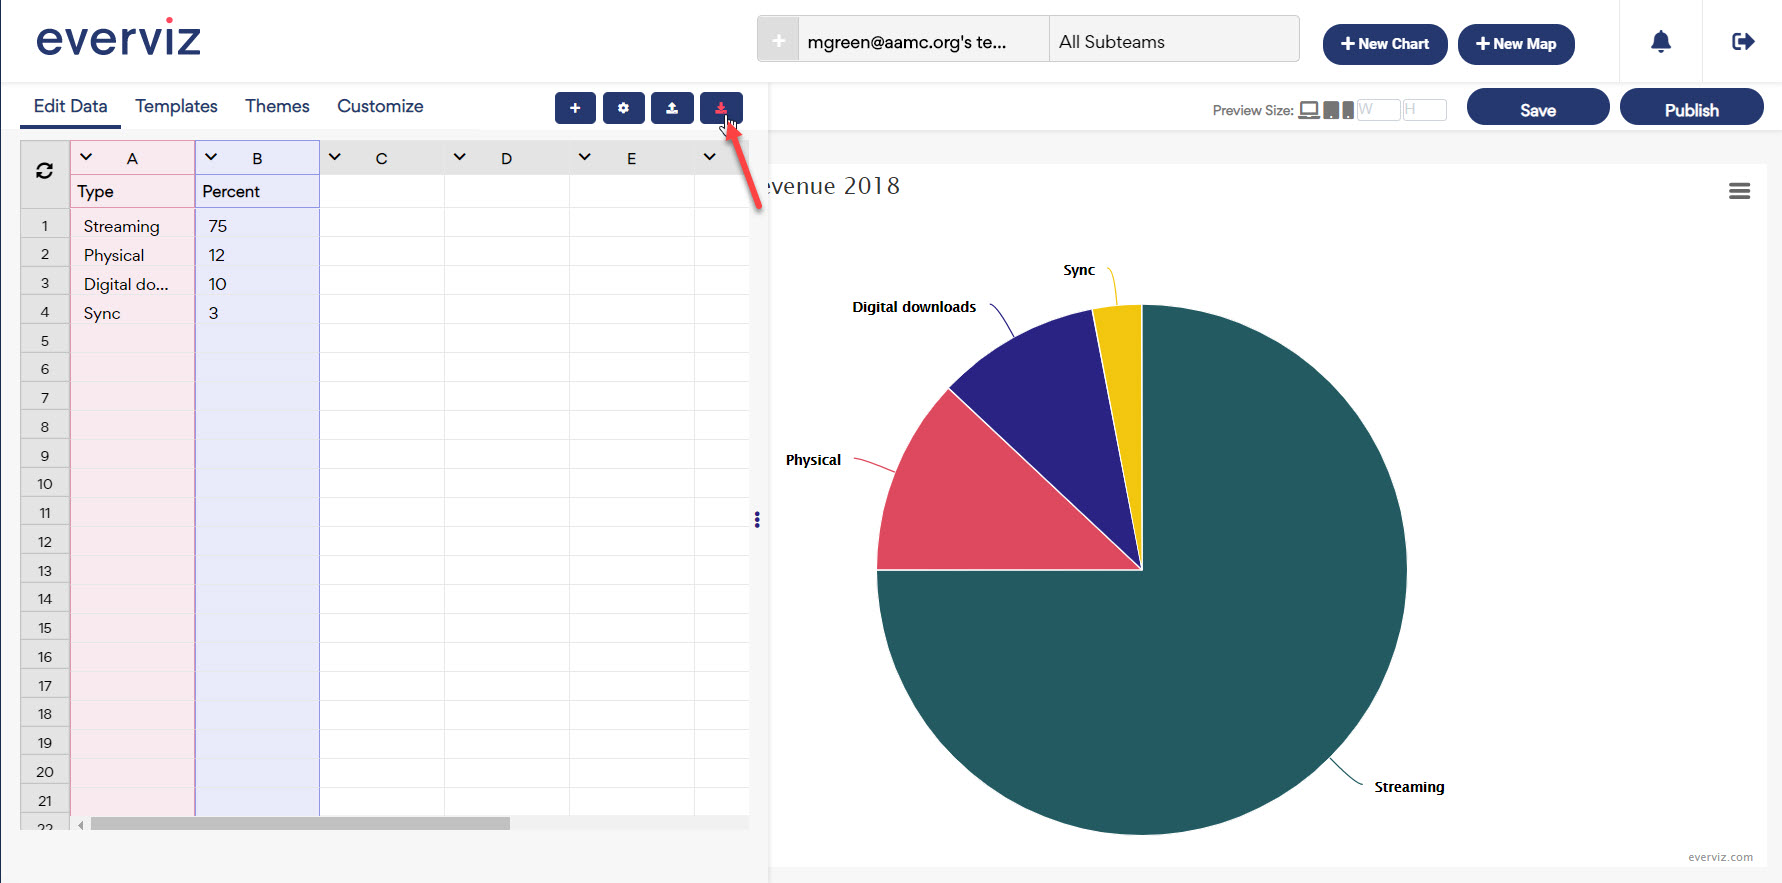 everviz
mgreen@aamc.org's te...
All Subteams
New Chart
New Map
Edit Data
Templates
Themes
Customize
Preview Size:
W
H
Save
Publish
A
B
C
D
E
Type
Percent
1
Streaming
75
2
Physical
12
3
Digital do...
10
4
Sync
3
5
6
7
8
9
10
11
12
13
14
15
16
17
18
19
20
21
22
evenue 2018
Sync
Digital downloads
Physical
Streaming
everviz.com